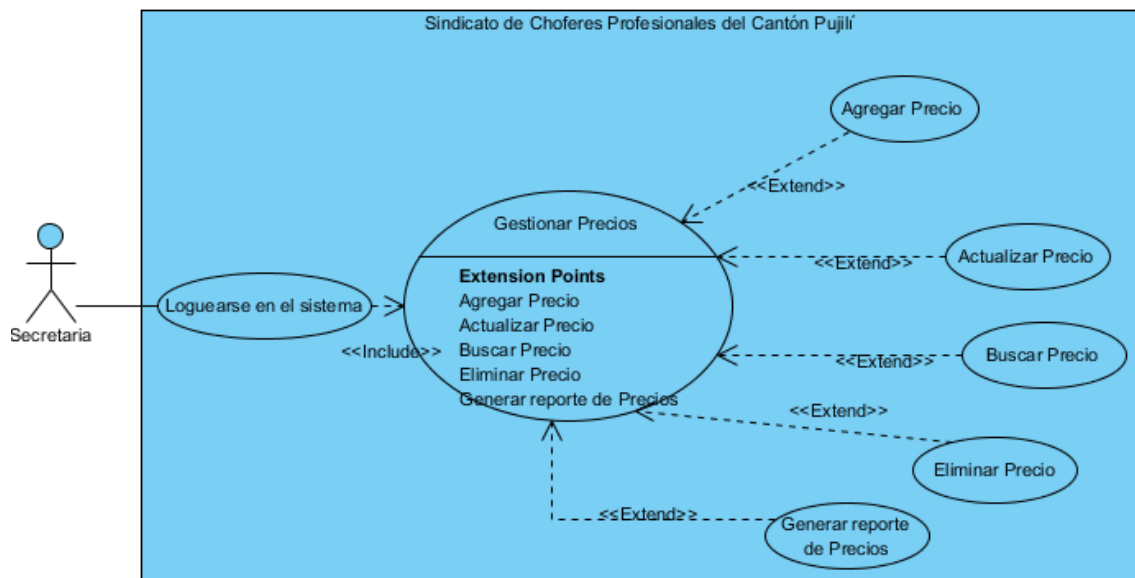 Sindicato de Choferes Profesionales del Cantón Pujilí
Agregar Precio
<<Extend>>
Gestionar Precios
Extension Points
Agregar Precio
Actualizar Precio
Buscar Precio
Eliminar Precio
Generar reporte de Precios
<<Extend>>
Actualizar Precio
Loguearse en el sistema
Secretaria
<<Include>>
<<Extend>>
Buscar Precio
<<Extend>>
Eliminar Precio
<<Extend>>
Generar reporte
de Precios